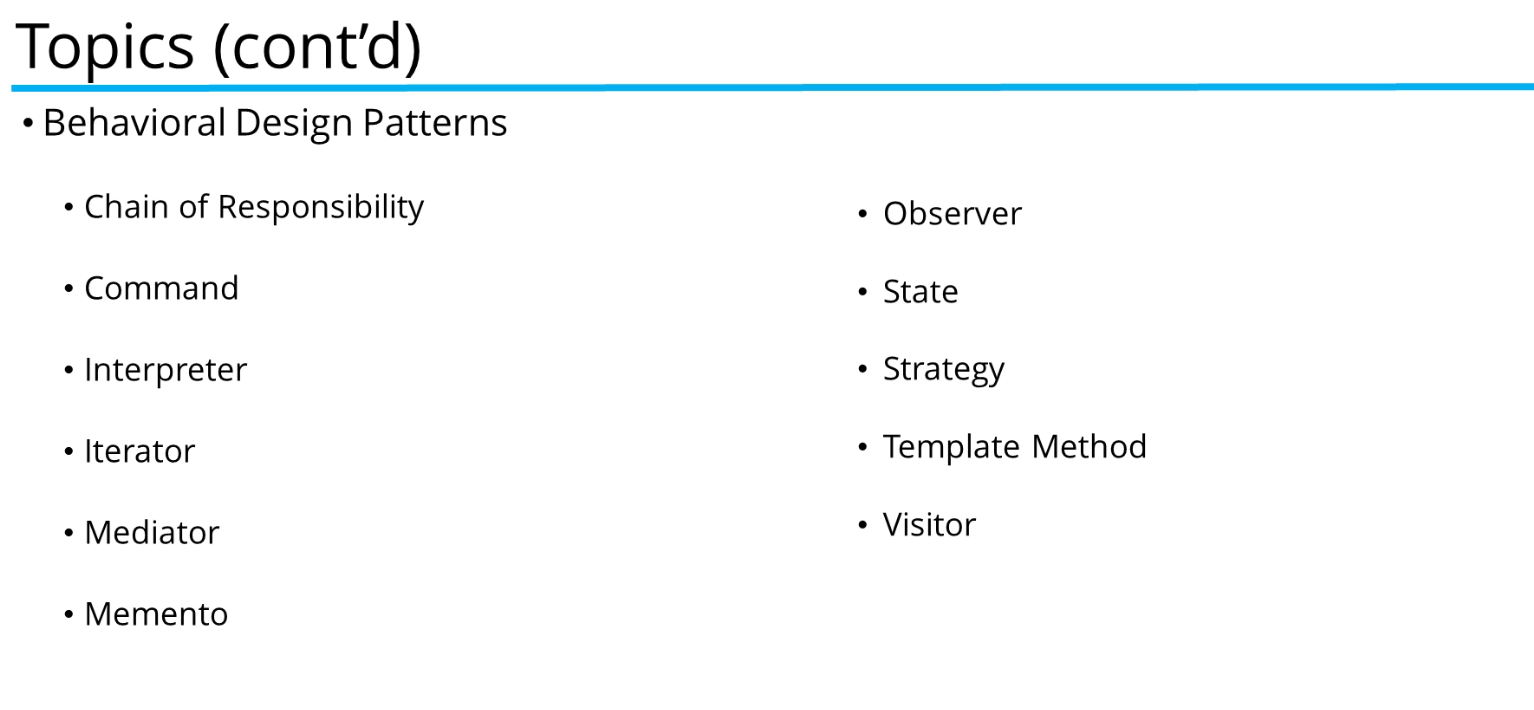 Topics (cont’d)
• Behavioral Design Patterns
• Chain of Responsibility
• Command
• Interpreter
• Iterator
• Mediator
• Memento
• Observer
• State
• Strategy
• Template Method
• Visitor